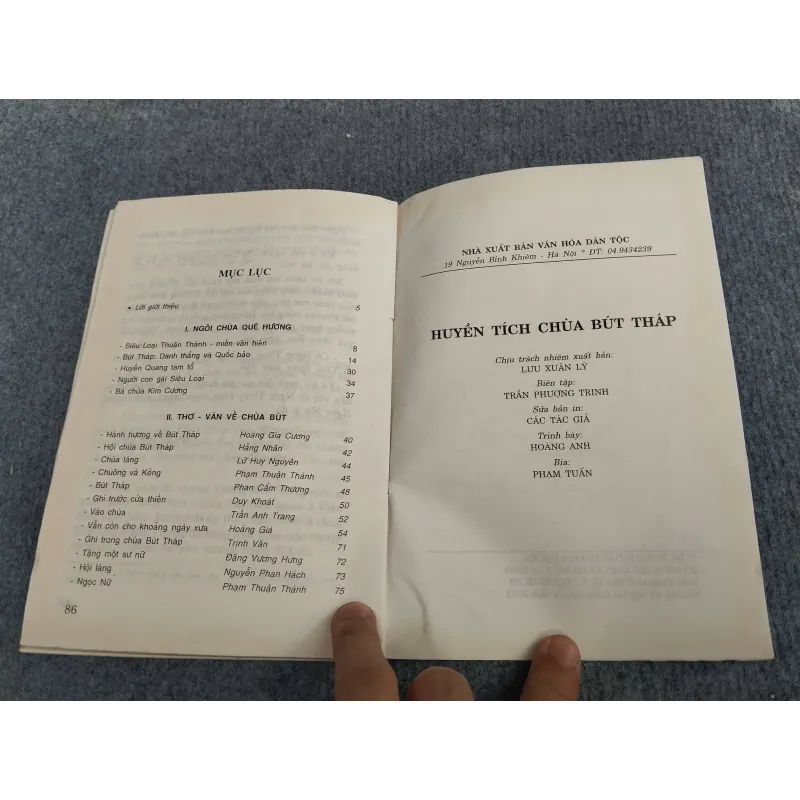 MỤC LỤC
• Lời giới thiệu 5
I. NGÔI CHÙA QUÊ HƯƠNG
- Siêu Loại Thuận Thành - miền văn hiến 8
- Bút Tháp: Danh thắng và Quốc bảo 14
- Huyền Quang tam tổ 30
- Người con gái Siêu Loại 34
- Bà chúa Kim Cương 37
II. THƠ - VĂN VỀ CHÙA BÚT
- Hành hương về Bút Tháp Hoàng Gia Cương 40
- Hội chùa Bút Tháp Hằng Nhân 42
- Chùa làng Lữ Huy Nguyên 44
- Chuông và Kẻng Phạm Thuận Thành 45
- Bút Tháp Phan Cẩm Thượng 48
- Ghi trước cửa thiền Duy Khoát 50
- Vào chùa Trần Anh Trang 52
- Vẫn còn cho khoảng ngày xưa Hoàng Giá 54
- Ghi trong chùa Bút Tháp Trịnh Văn 71
- Tặng một sư nữ Đặng Vương Hưng 72
- Hội làng Nguyễn Phan Hách 73
- Ngọc Nữ Phạm Thuận Thành 75
86
NHÀ XUẤT BẢN VĂN HÓA DÂN TỘC
19 Nguyễn Bỉnh Khiêm - Hà Nội * ĐT: 04.9434239
HUYỀN TÍCH CHÙA BÚT THÁP
Chịu trách nhiệm xuất bản:
LƯU XUÂN LÝ
Biên tập:
TRẦN PHƯỢNG TRINH
Sửa bản in:
CÁC TÁC GIẢ
Trình bày:
HOÀNG ANH
Bìa:
PHẠM TUẤN